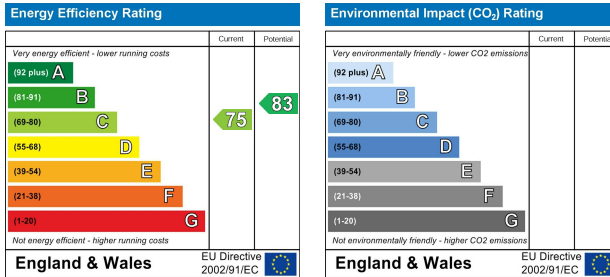 Energy Efficiency Rating
Current Potential
Very energy efficient - lower running costs
(92 plus) A
(81-91) B
(69-80) C
(55-68) D
(39-54) E
(21-38) F
(1-20) G
75
83
Not energy efficient - higher running costs
England & Wales
EU Directive
2002/91/EC
Environmental Impact (CO₂) Rating
Current Potential
Very environmentally friendly - lower CO2 emissions
(92 plus) A
(81-91) B
(69-80) C
(55-68) D
(39-54) E
(21-38) F
(1-20) G
Not environmentally friendly - higher CO2 emissions
England & Wales
EU Directive
2002/91/EC